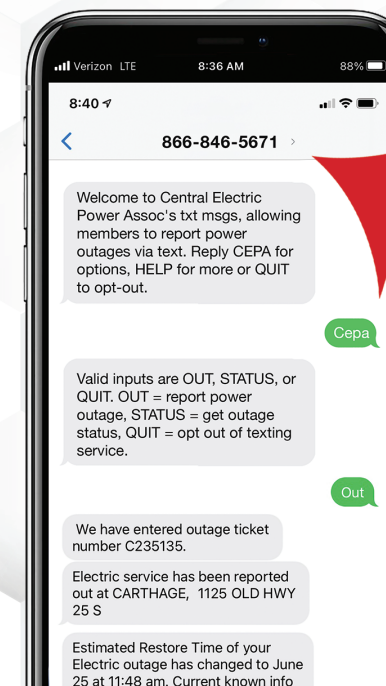 Verizon LTE 8:36 AM 88%
8:40
866-846-5671
Welcome to Central Electric
Power Assoc's txt msgs, allowing
members to report power
outages via text. Reply CEPA for
options, HELP for more or QUIT
to opt-out.
Cepa
Valid inputs are OUT, STATUS, or
QUIT. OUT = report power
outage, STATUS = get outage
status, QUIT = opt out of texting
service.
Out
We have entered outage ticket
number C235135.
Electric service has been reported
out at CARTHAGE, 1125 OLD HWY
25 S
Estimated Restore Time of your
Electric outage has changed to June
25 at 11:48 am. Current known info